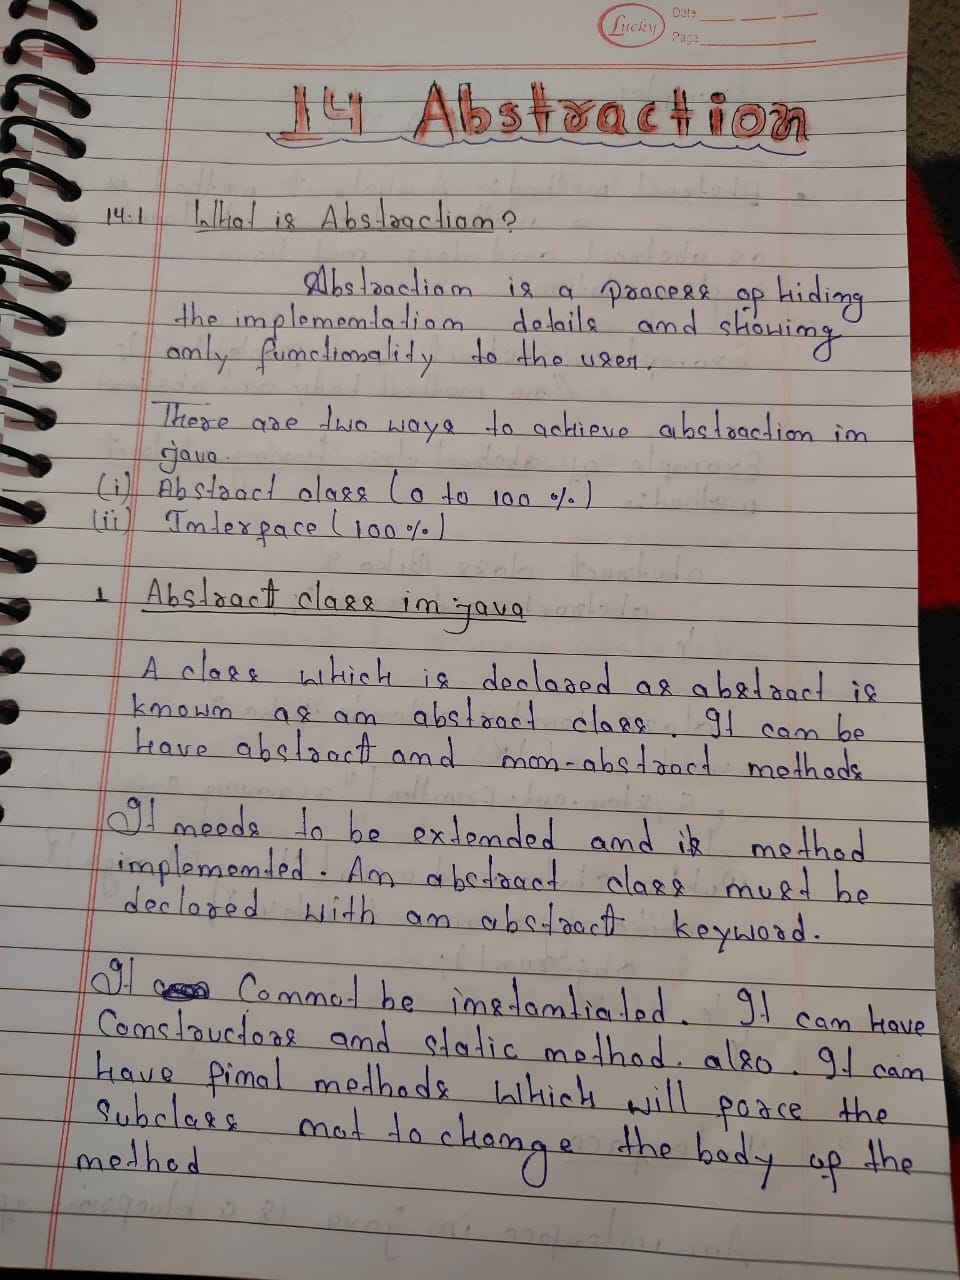 Lucky
Date
Page
14 Abstraction
14.1 What is Abstraction?
Abstraction is a process of hiding
the implementation details and showing
only functionality to the user.
There are two ways to achieve abstraction in
java.
(i) Abstract class (0 to 100 %)
(ii) Interface (100 %)
1 Abstract class in java
A class which is declared as abstract is
known as an abstract class. It can be
have abstract and non-abstract methods
It needs to be extended and its method
implemented. An abstract class must be
declared with an abstract keyword.
It Cannot be instantiated. It can have
Constructors and static method. also. It can
have final methods which will force the
subclass not to change the body of the
method